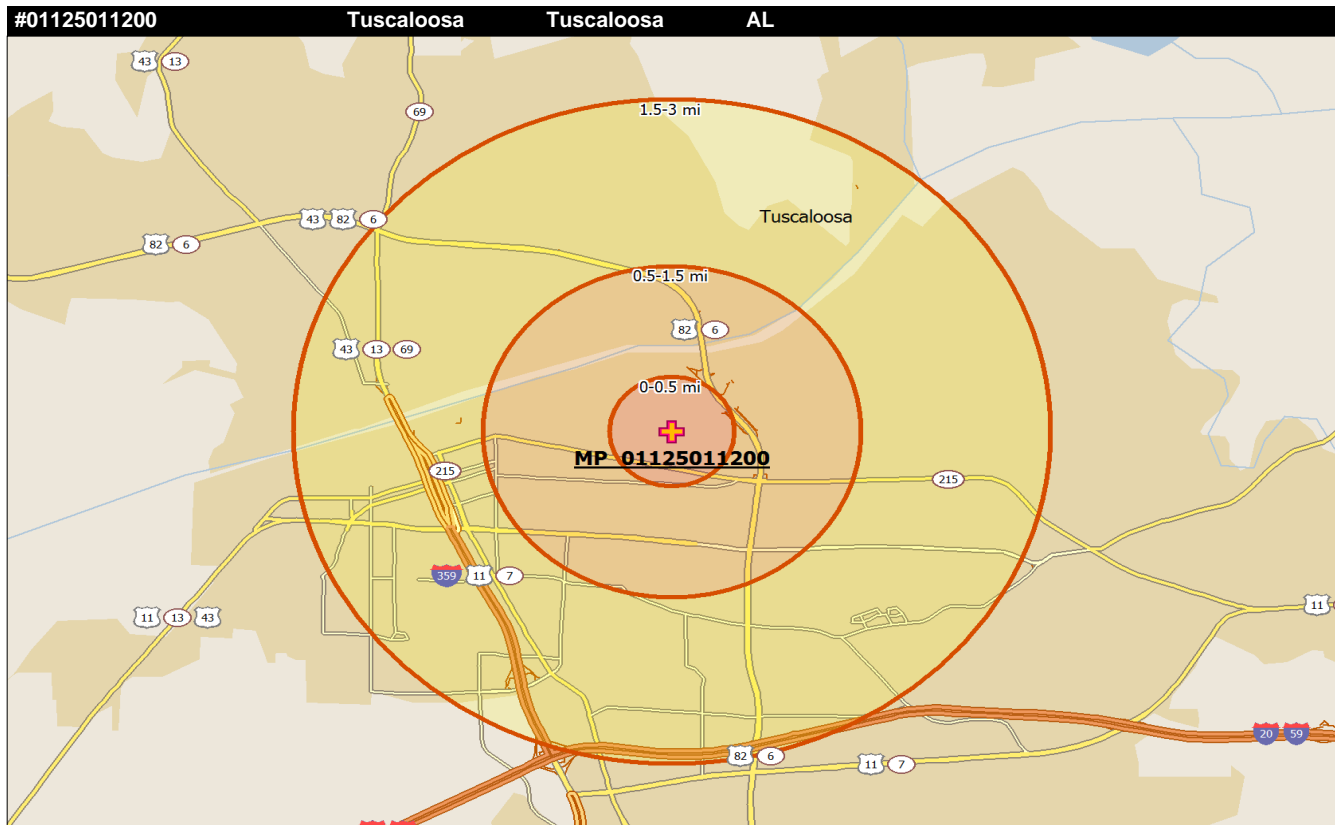 #01125011200 Tuscaloosa Tuscaloosa AL
43 13
1.5-3 mi
69
Tuscaloosa
43 82 6
82 6
0.5-1.5 mi
82 6
43 13 69
0-0.5 mi
MP 01125011200
215
215
359 11 7
11
11 13 43
20 59
82 6
11 7